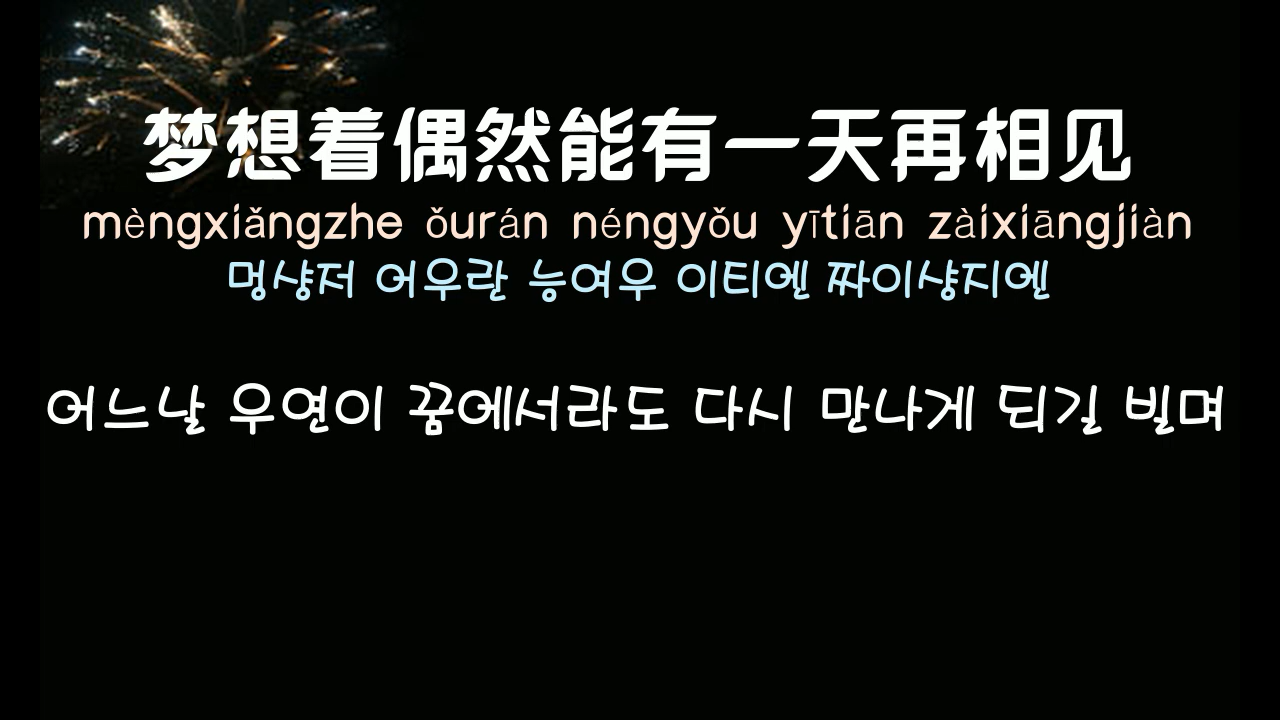 梦想着偶然能有一天再相见
mèngxiǎngzhe ǒurán néngyǒu yītiān zàixiāngjiàn
멍샹저 어우란 능여우 이티엔 짜이샹지엔
어느날 우연이 꿈에서라도 다시 만나게 되길 빌며